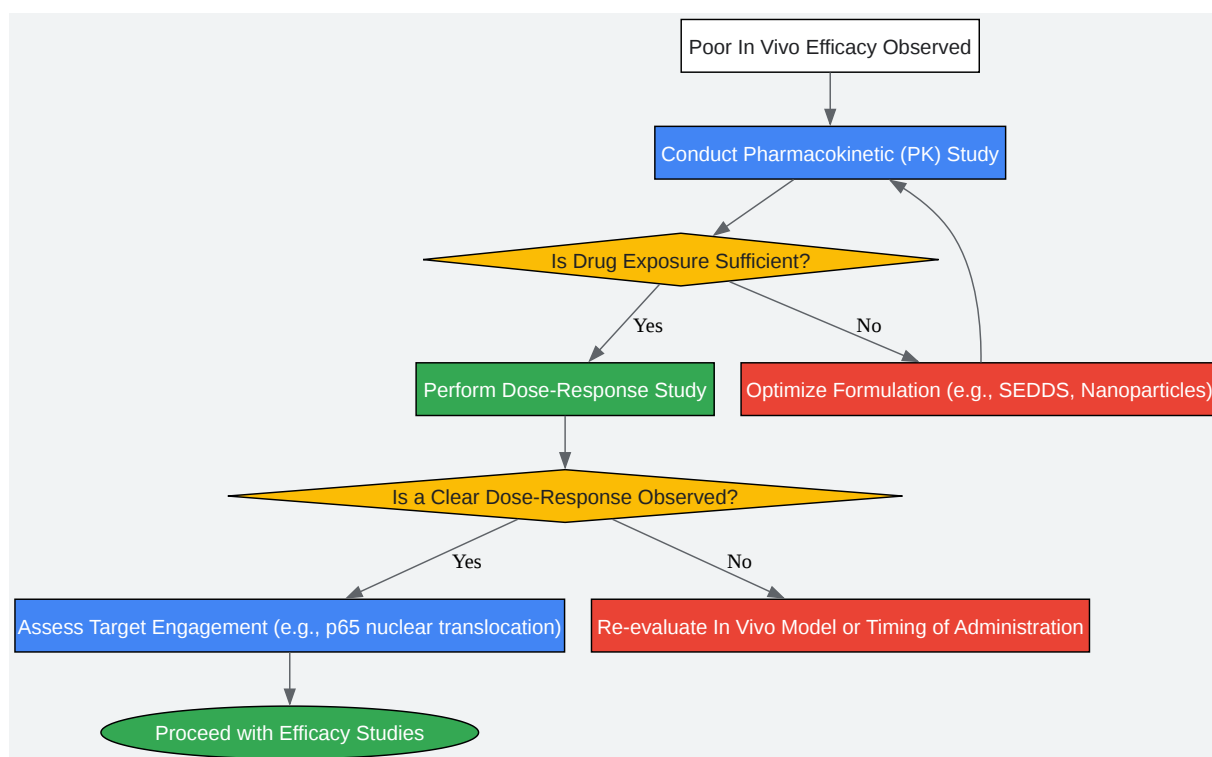 Poor In Vivo Efficacy Observed
Conduct Pharmacokinetic (PK) Study
Is Drug Exposure Sufficient?
Yes
No
Perform Dose-Response Study
Optimize Formulation (e.g., SEDDS, Nanoparticles)
Is a Clear Dose-Response Observed?
Yes
No
Assess Target Engagement (e.g., p65 nuclear translocation)
Re-evaluate In Vivo Model or Timing of Administration
Proceed with Efficacy Studies